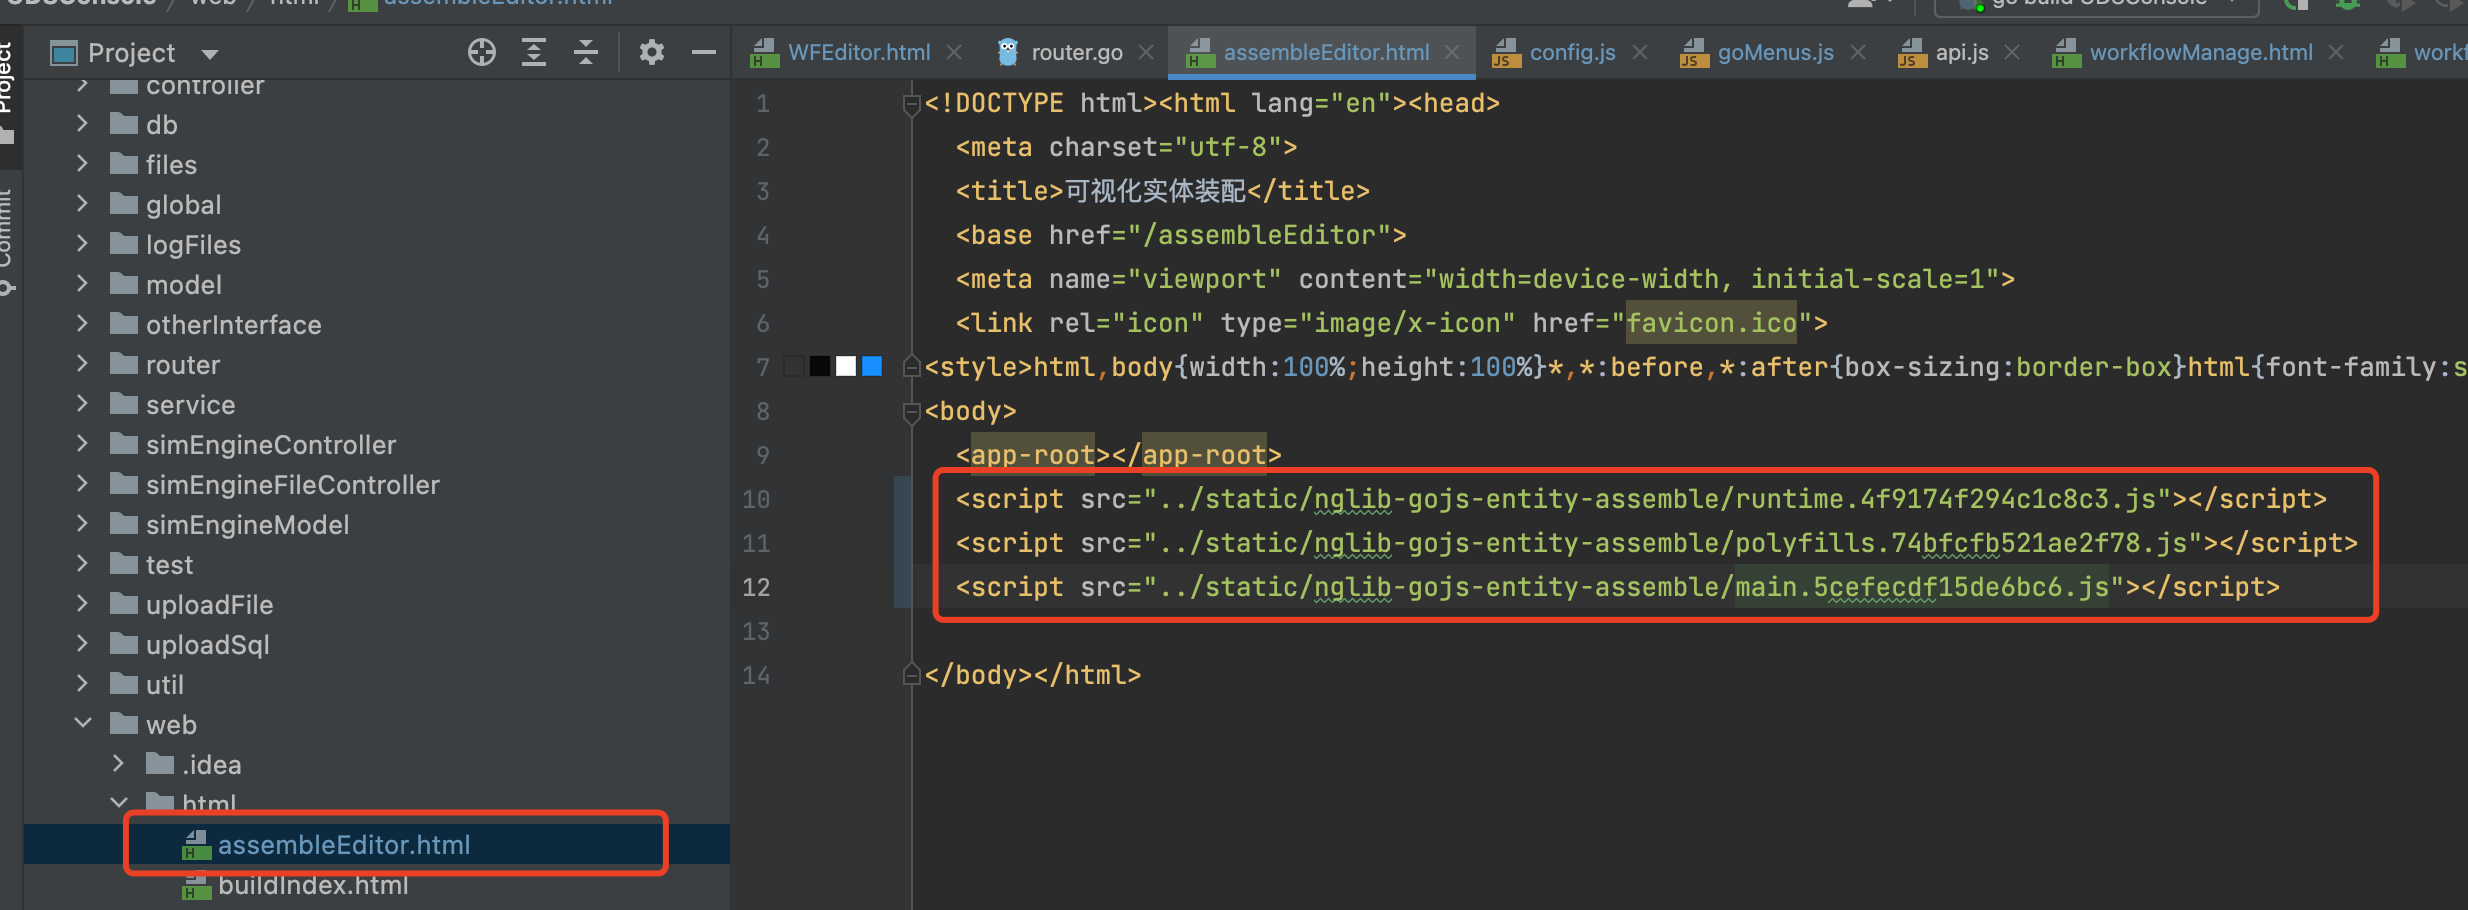 web / html / assembleEditor.html
go build CDSConsole
Project
WFEditor.html
router.go
assembleEditor.html
config.js
goMenus.js
api.js
workflowManage.html
Project
Commit
controller
db
files
global
logFiles
model
otherInterface
router
service
simEngineController
simEngineFileController
simEngineModel
test
uploadFile
uploadSql
util
web
.idea
html
assembleEditor.html
buildIndex.html
1 <!DOCTYPE html><html lang="en"><head>
2 <meta charset="utf-8">
3 <title>可视化实体装配</title>
4 <base href="/assembleEditor">
5 <meta name="viewport" content="width=device-width, initial-scale=1">
6 <link rel="icon" type="image/x-icon" href="favicon.ico">
7 <style>html,body{width:100%;height:100%}*,*:before,*:after{box-sizing:border-box}html{font-family:s
8 <body>
9 <app-root></app-root>
10 <script src="../static/nglib-gojs-entity-assemble/runtime.4f9174f294c1c8c3.js"></script>
11 <script src="../static/nglib-gojs-entity-assemble/polyfills.74bfcfb521ae2f78.js"></script>
12 <script src="../static/nglib-gojs-entity-assemble/main.5cefecdf15de6bc6.js"></script>
13
14 </body></html>